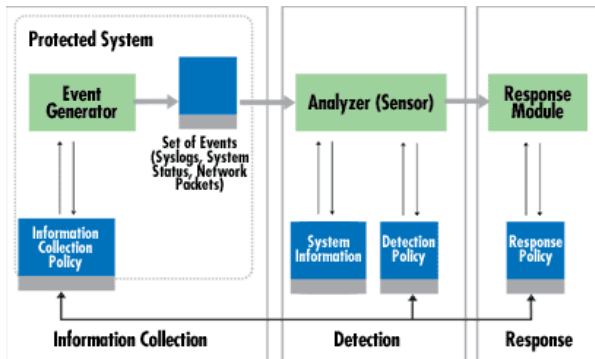 Protected System
Event
Generator
Set of Events
(Syslogs, System
Status, Network
Packets)
Information
Collection
Policy
Information Collection
Analyzer (Sensor)
System
Information
Detection
Policy
Detection
Response
Module
Response
Policy
Response